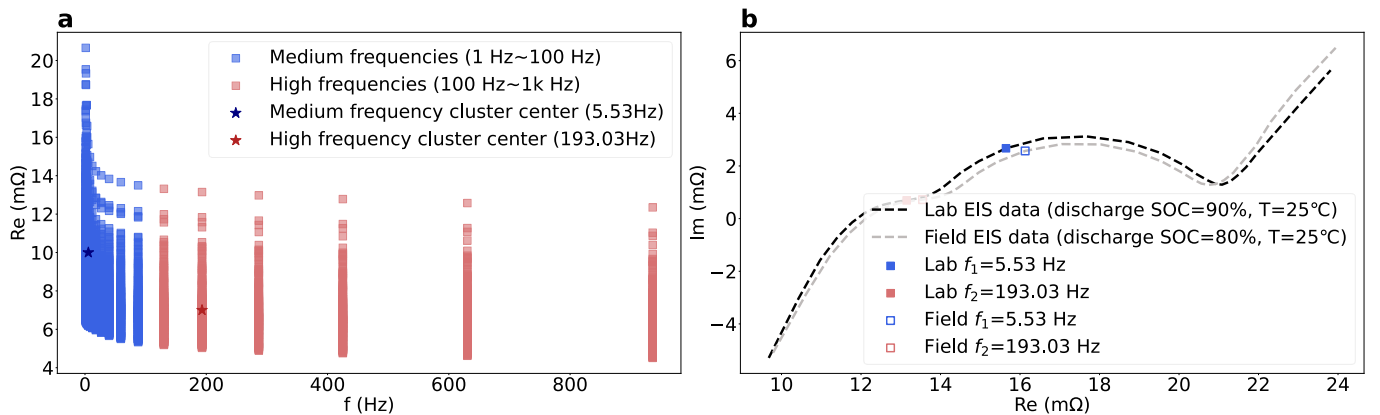 a
Re (mΩ)
20
18
16
14
12
10
8
6
4
Medium frequencies (1 Hz~100 Hz)
High frequencies (100 Hz~1k Hz)
Medium frequency cluster center (5.53Hz)
High frequency cluster center (193.03Hz)
0
200
400
600
800
f (Hz)
b
Im (mΩ)
6
4
2
0
−2
−4
Lab EIS data (discharge SOC=90%, T=25℃)
Field EIS data (discharge SOC=80%, T=25℃)
Lab f₁=5.53 Hz
Lab f₂=193.03 Hz
Field f₁=5.53 Hz
Field f₂=193.03 Hz
10
12
14
16
18
20
22
24
Re (mΩ)